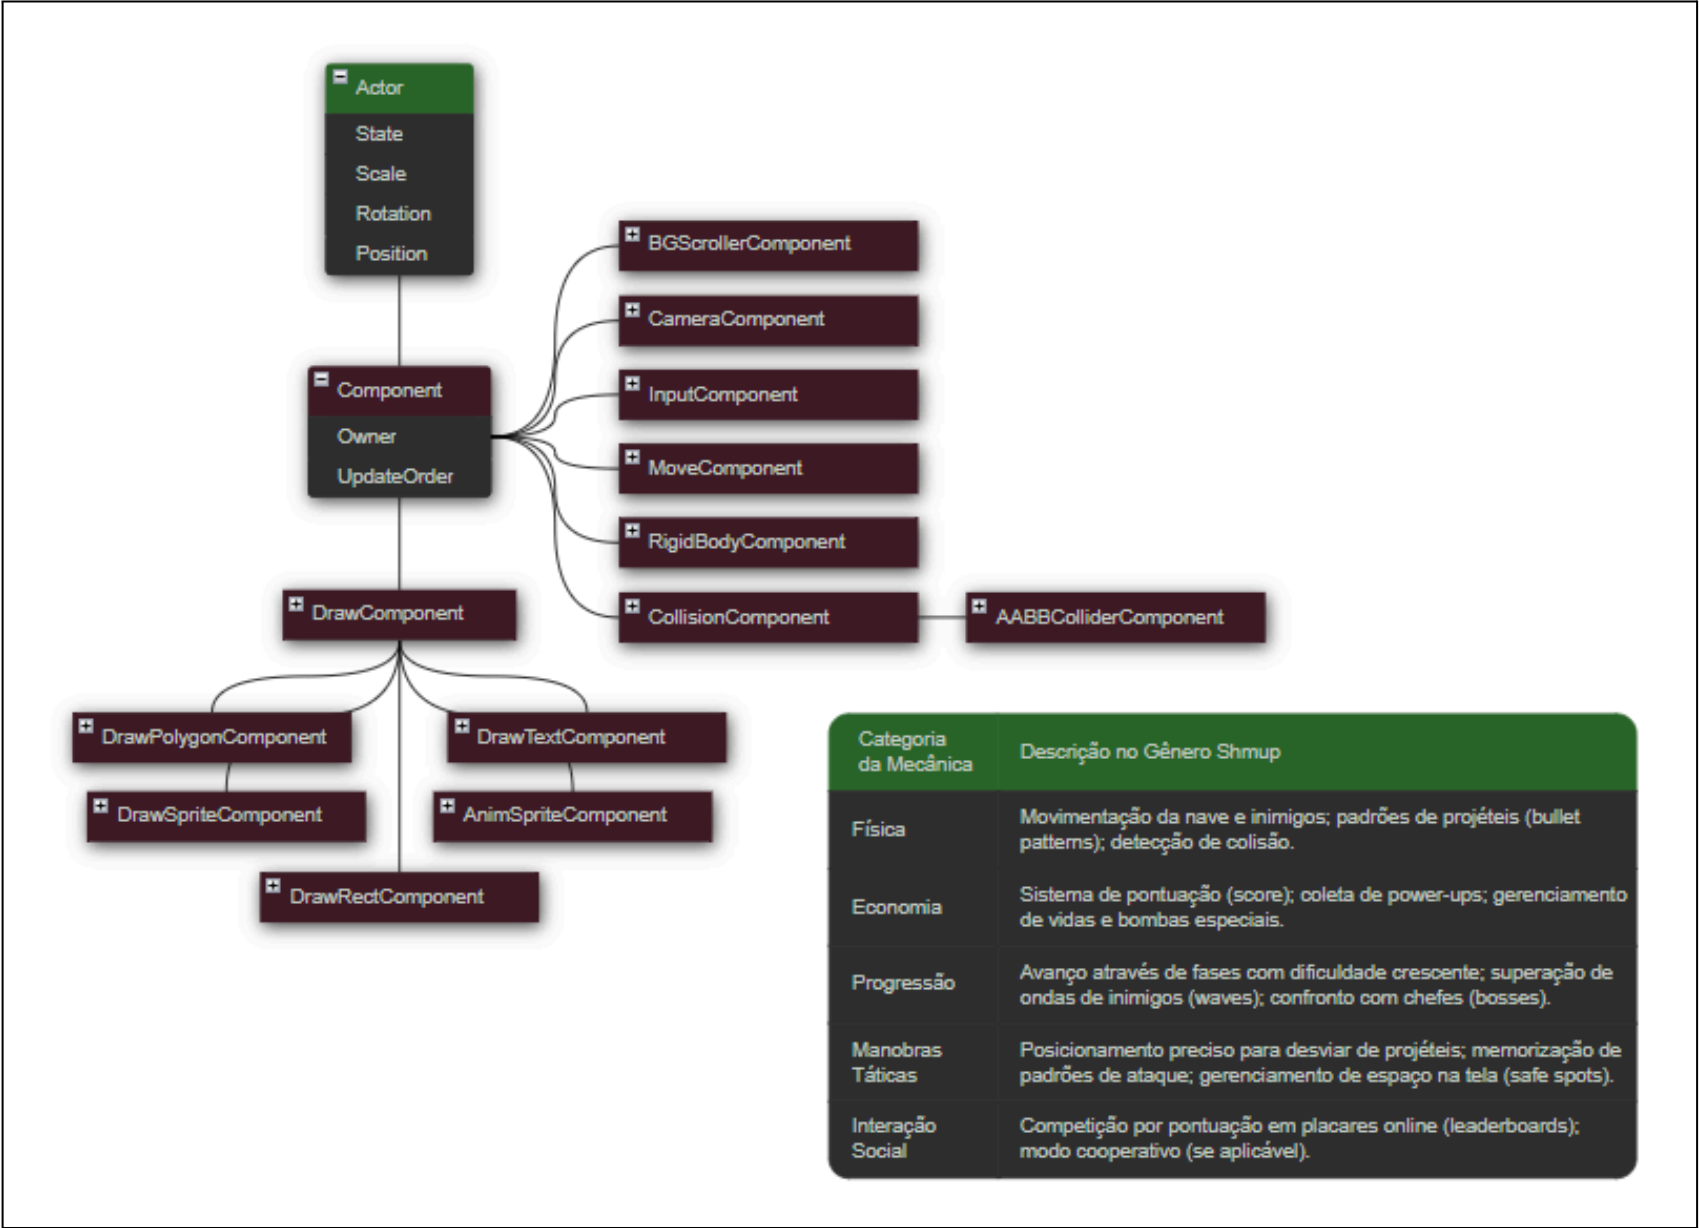 Actor
State
Scale
Rotation
Position
Component
Owner
UpdateOrder
BGScrollerComponent
CameraComponent
InputComponent
MoveComponent
RigidBodyComponent
CollisionComponent
AABBColliderComponent
DrawComponent
DrawPolygonComponent
DrawTextComponent
DrawSpriteComponent
AnimSpriteComponent
DrawRectComponent
Categoria
da Mecânica
Descrição no Gênero Shmup
Física
Movimentação da nave e inimigos; padrões de projéteis (bullet
patterns); detecção de colisão.
Economia
Sistema de pontuação (score); coleta de power-ups; gerenciamento
de vidas e bombas especiais.
Progressão
Avanço através de fases com dificuldade crescente; superação de
ondas de inimigos (waves); confronto com chefes (bosses).
Manobras
Táticas
Posicionamento preciso para desviar de projéteis; memorização de
padrões de ataque; gerenciamento de espaço na tela (safe spots).
Interação
Social
Competição por pontuação em placares online (leaderboards);
modo cooperativo (se aplicável).